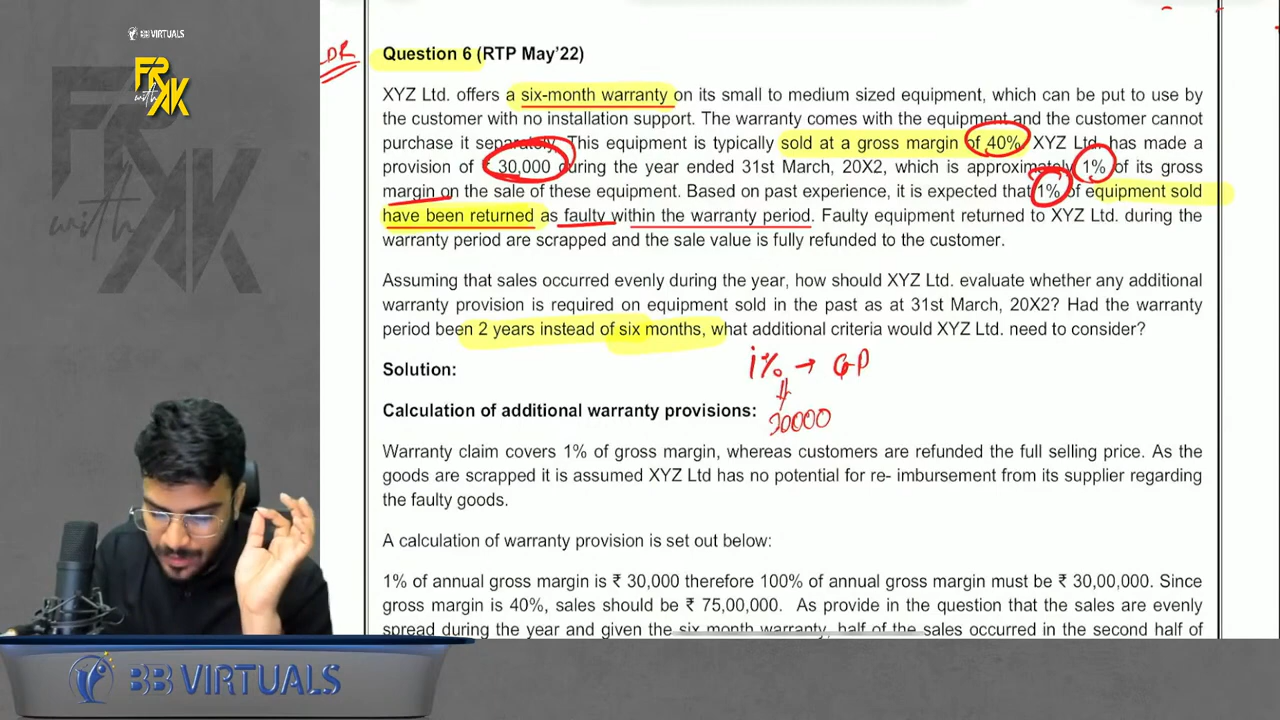 BB VIRTUALS
FR
with
AK
FR
with
AK
DR
Question 6 (RTP May'22)
XYZ Ltd. offers a six-month warranty on its small to medium sized equipment, which can be put to use by
the customer with no installation support. The warranty comes with the equipment and the customer cannot
purchase it separately. This equipment is typically sold at a gross margin of 40%. XYZ Ltd. has made a
provision of ₹ 30,000 during the year ended 31st March, 20X2, which is approximately 1% of its gross
margin on the sale of these equipment. Based on past experience, it is expected that 1% of equipment sold
have been returned as faulty within the warranty period. Faulty equipment returned to XYZ Ltd. during the
warranty period are scrapped and the sale value is fully refunded to the customer.
Assuming that sales occurred evenly during the year, how should XYZ Ltd. evaluate whether any additional
warranty provision is required on equipment sold in the past as at 31st March, 20X2? Had the warranty
period been 2 years instead of six months, what additional criteria would XYZ Ltd. need to consider?
1% → GP
Solution:
30000
Calculation of additional warranty provisions:
Warranty claim covers 1% of gross margin, whereas customers are refunded the full selling price. As the
goods are scrapped it is assumed XYZ Ltd has no potential for re- imbursement from its supplier regarding
the faulty goods.
A calculation of warranty provision is set out below:
1% of annual gross margin is ₹ 30,000 therefore 100% of annual gross margin must be ₹ 30,00,000. Since
gross margin is 40%, sales should be ₹ 75,00,000. As provide in the question that the sales are evenly
spread during the year and given the six month warranty, half of the sales occurred in the second half of
BB VIRTUALS